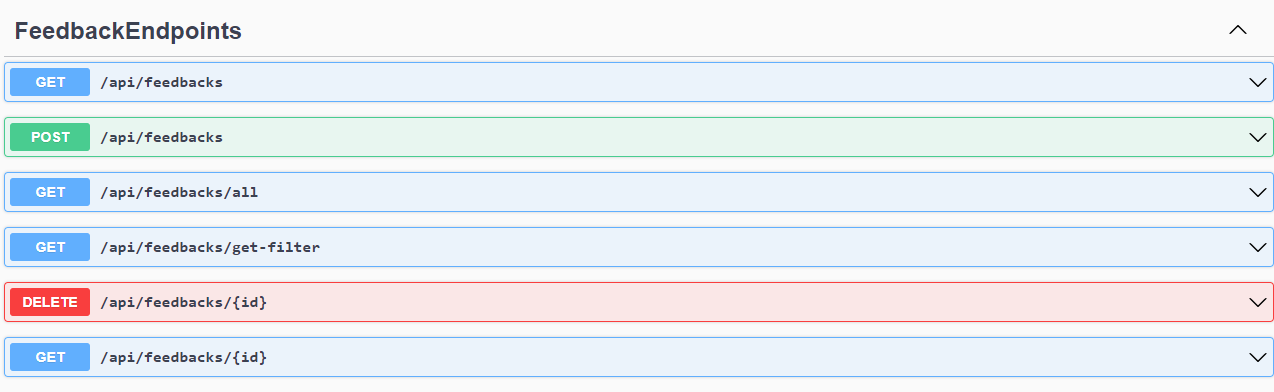 FeedbackEndpoints
GET /api/feedbacks
POST /api/feedbacks
GET /api/feedbacks/all
GET /api/feedbacks/get-filter
DELETE /api/feedbacks/{id}
GET /api/feedbacks/{id}